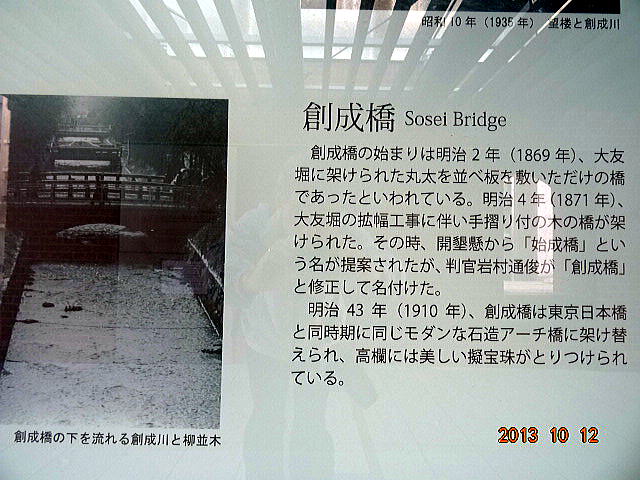 昭和10年（1935年） 望楼と創成川
創成橋 Sosei Bridge
創成橋の始まりは明治2年（1869年）、大友
堀に架けられた丸太を並べ板を敷いただけの橋
であったといわれている。明治4年（1871年）、
大友堀の拡幅工事に伴い手摺り付の木の橋が架
けられた。その時、開墾懸から「始成橋」とい
う名が提案されたが、判官岩村通俊が「創成橋」
と修正して名付けた。
明治 43 年（1910 年）、創成橋は東京日本橋
と同時期に同じモダンな石造アーチ橋に架け替
えられ、高欄には美しい擬宝珠がとりつけられ
ている。
創成橋の下を流れる創成川と柳並木
2013 10 12